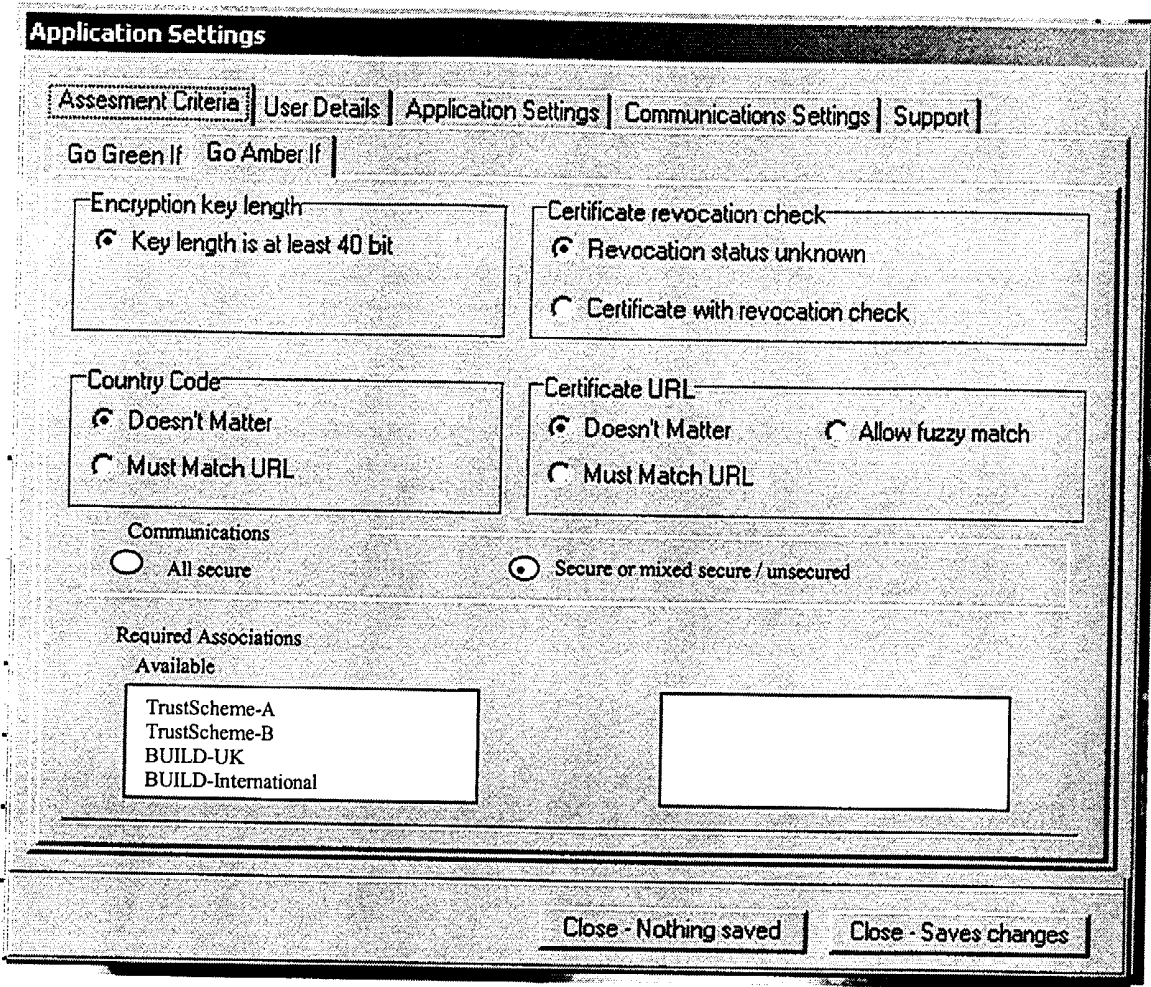 Application Settings
Assesment Criteria User Details Application Settings Communications Settings Support
Go Green If Go Amber If
Encryption key length
Key length is at least 40 bit
Certificate revocation check
Revocation status unknown
Certificate with revocation check
Country Code
Doesn't Matter
Must Match URL
Certificate URL
Doesn't Matter Allow fuzzy match
Must Match URL
Communications
All secure Secure or mixed secure / unsecured
Required Associations
Available
TrustScheme-A
TrustScheme-B
BUILD-UK
BUILD-International
Close - Nothing saved Close - Saves changes